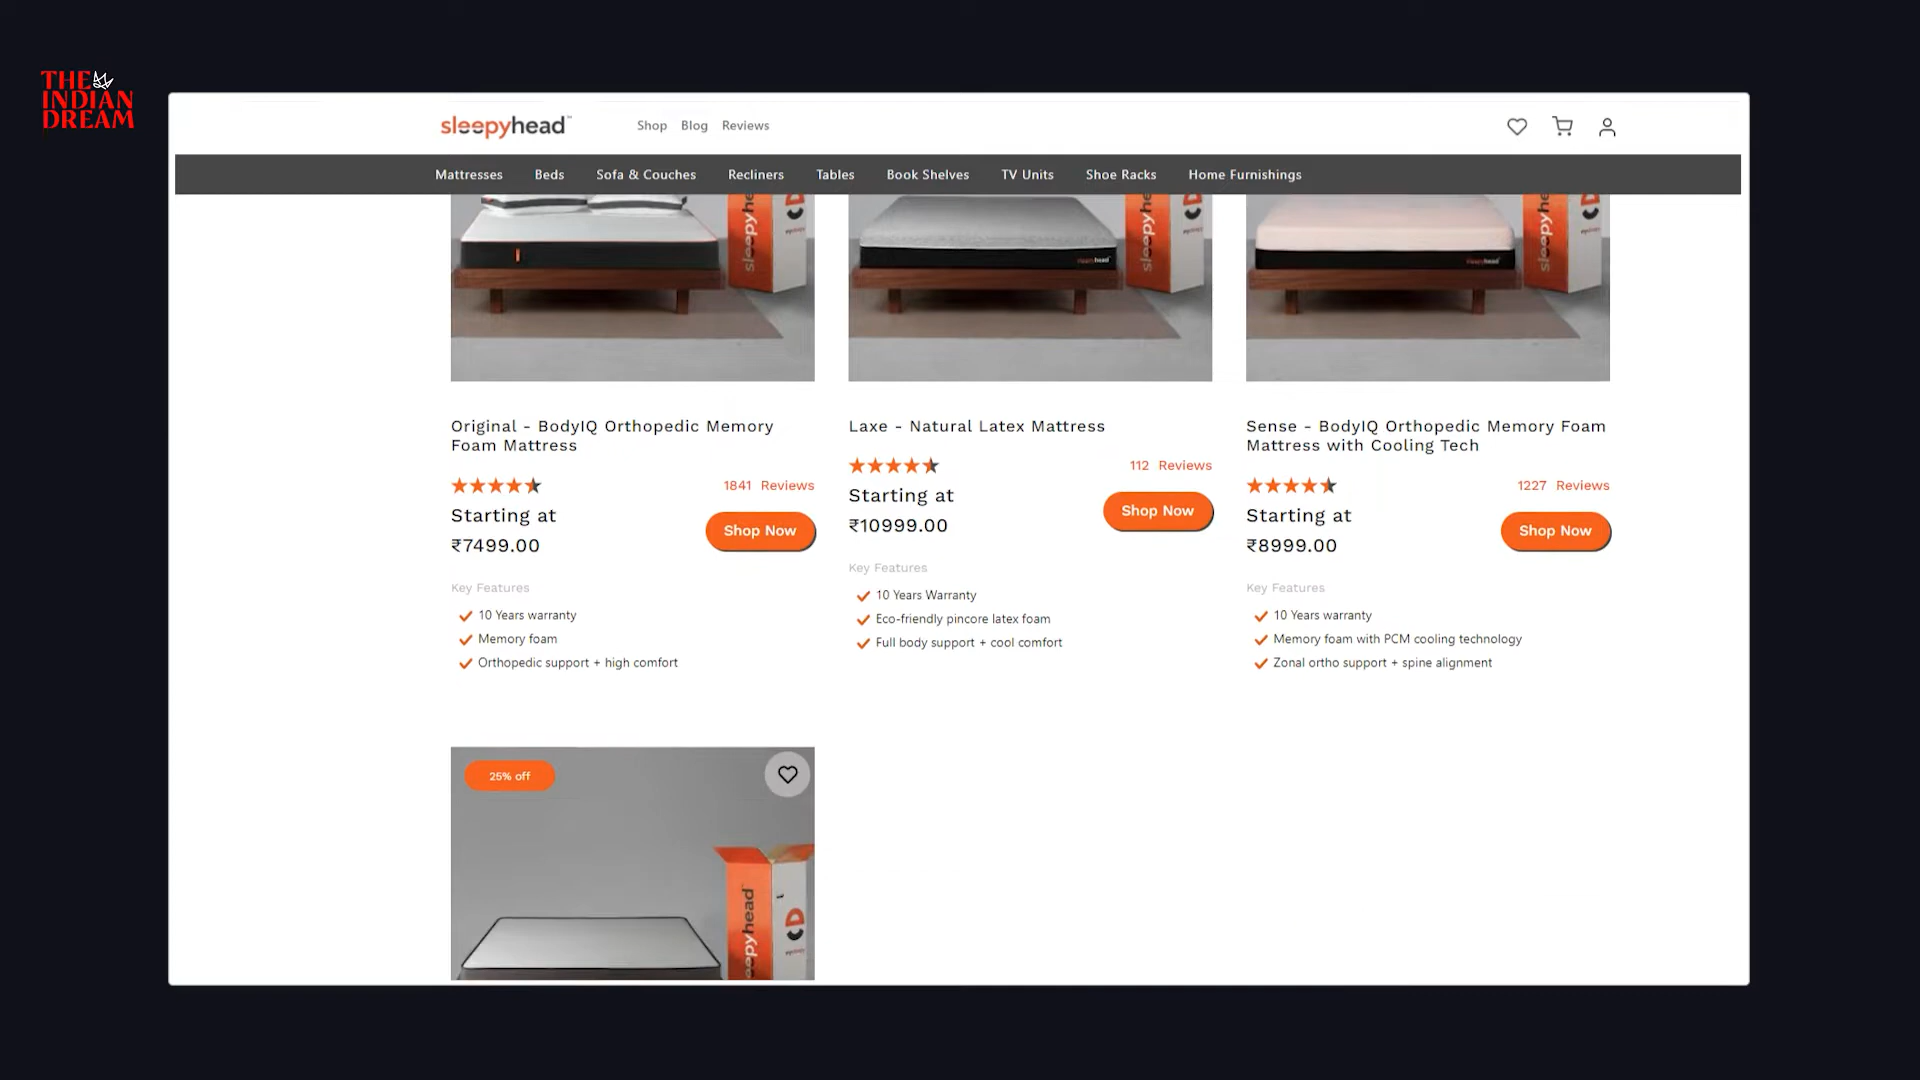 THE
INDIAN
DREAM
sleepyhead™
Shop Blog Reviews
Mattresses Beds Sofa & Couches Recliners Tables Book Shelves TV Units Shoe Racks Home Furnishings
sleepyhe
sleepyhead
sleepyhe
sleepyhead
sleepyhe
Original - BodyIQ Orthopedic Memory
Foam Mattress
1841 Reviews
Starting at
₹7499.00
Shop Now
Key Features
10 Years warranty
Memory foam
Orthopedic support + high comfort
Laxe - Natural Latex Mattress
112 Reviews
Starting at
₹10999.00
Shop Now
Key Features
10 Years Warranty
Eco-friendly pincore latex foam
Full body support + cool comfort
Sense - BodyIQ Orthopedic Memory Foam
Mattress with Cooling Tech
1227 Reviews
Starting at
₹8999.00
Shop Now
Key Features
10 Years warranty
Memory foam with PCM cooling technology
Zonal ortho support + spine alignment
25% off
eepyhead